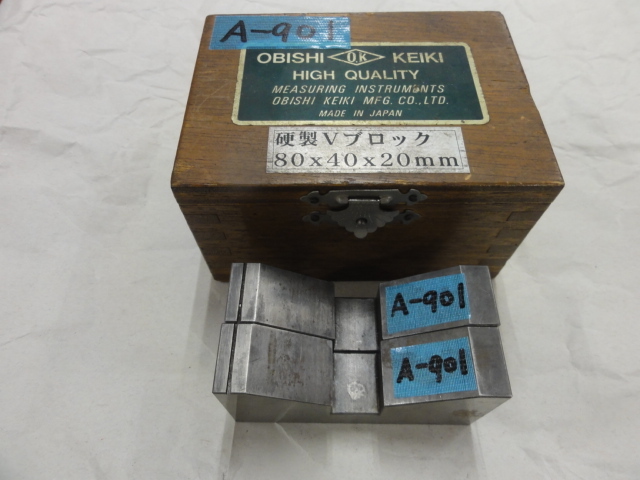 A-901
OBISHI O.K KEIKI
HIGH QUALITY
MEASURING INSTRUMENTS
OBISHI KEIKI MFG. CO., LTD.
MADE IN JAPAN
硬製Vブロック
80x40x20mm
A-901
A-901